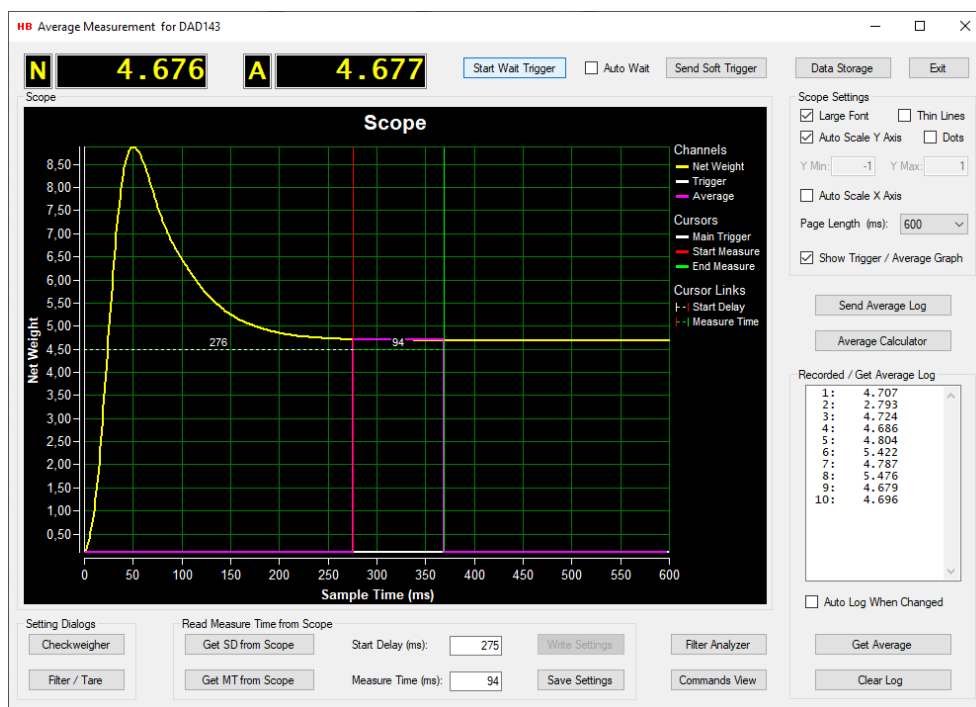 HB Average Measurement for DAD143
N 4.676 A 4.677 Start Wait Trigger Auto Wait Send Soft Trigger Data Storage Exit
Scope
Scope
Channels
Net Weight
Trigger
Average
Cursors
Main Trigger
Start Measure
End Measure
Cursor Links
Start Delay
Measure Time
Net Weight
8,50
8,00
7,50
7,00
6,50
6,00
5,50
5,00
4,50
4,00
3,50
3,00
2,50
2,00
1,50
1,00
0,50
276
94
0 50 100 150 200 250 300 350 400 450 500 550 600
Sample Time (ms)
Scope Settings
Large Font Thin Lines
Auto Scale Y Axis Dots
Y Min: -1 Y Max: 1
Auto Scale X Axis
Page Length (ms): 600
Show Trigger / Average Graph
Send Average Log
Average Calculator
Recorded / Get Average Log
1: 4.707
2: 2.793
3: 4.724
4: 4.686
5: 4.804
6: 5.422
7: 4.787
8: 5.476
9: 4.679
10: 4.696
Auto Log When Changed
Get Average
Clear Log
Setting Dialogs
Checkweigher
Filter / Tare
Read Measure Time from Scope
Get SD from Scope Start Delay (ms): 275 Write Settings
Get MT from Scope Measure Time (ms): 94 Save Settings
Filter Analyzer
Commands View